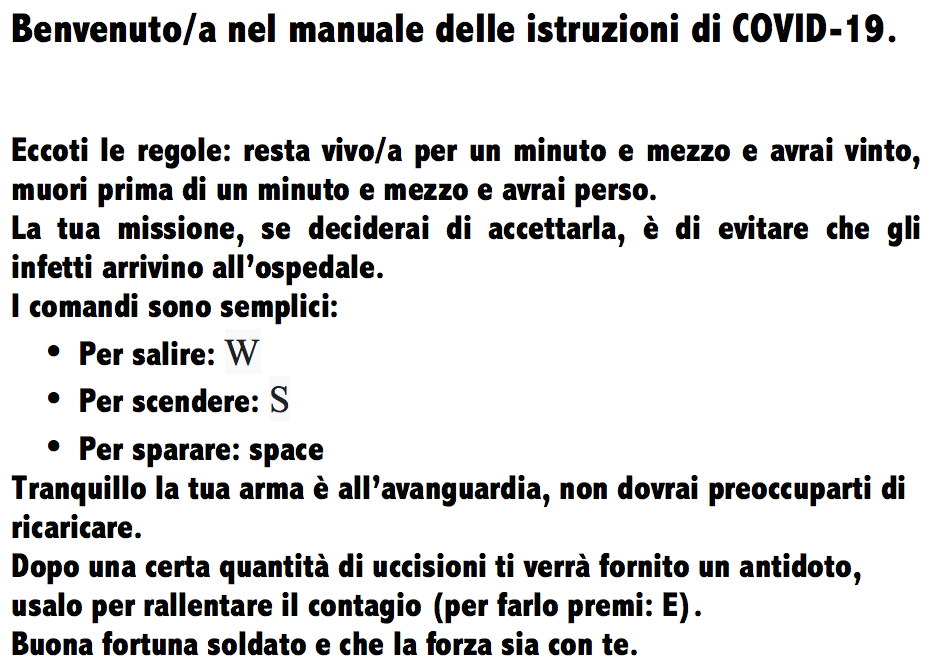 Benvenuto/a nel manuale delle istruzioni di COVID-19.
Eccoti le regole: resta vivo/a per un minuto e mezzo e avrai vinto,
muori prima di un minuto e mezzo e avrai perso.
La tua missione, se deciderai di accettarla, è di evitare che gli
infetti arrivino all'ospedale.
I comandi sono semplici:
• Per salire: W
• Per scendere: S
• Per sparare: space
Tranquillo la tua arma è all'avanguardia, non dovrai preoccuparti di
ricaricare.
Dopo una certa quantità di uccisioni ti verrà fornito un antidoto,
usalo per rallentare il contagio (per farlo premi: E).
Buona fortuna soldato e che la forza sia con te.